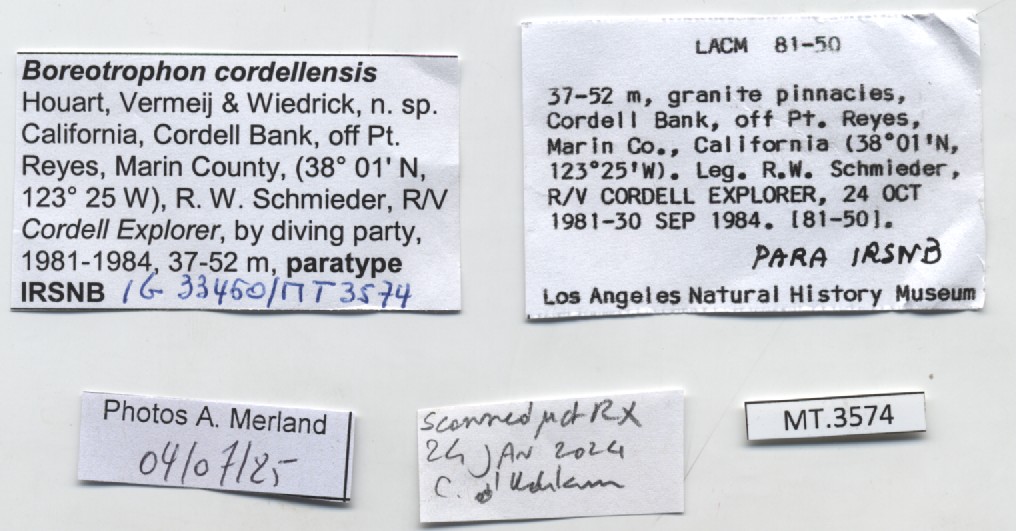 Boreotrophon cordellensis
Houart, Vermeij & Wiedrick, n. sp.
California, Cordell Bank, off Pt.
Reyes, Marin County, (38° 01' N,
123° 25 W), R. W. Schmieder, R/V
Cordell Explorer, by diving party,
1981-1984, 37-52 m, paratype
IRSNB IG 33460/MT3574
LACM 81-50
37-52 m, granite pinnacles,
Cordell Bank, off Pt. Reyes,
Marin Co., California (38°01'N,
123°25'W). Leg. R.W. Schmieder,
R/V CORDELL EXPLORER, 24 OCT
1981-30 SEP 1984. [81-50].
PARA IRSNB
Los Angeles Natural History Museum
Photos A. Merland
04/07/25
Scanned µct RX
24 JAN 2024
C.
MT.3574